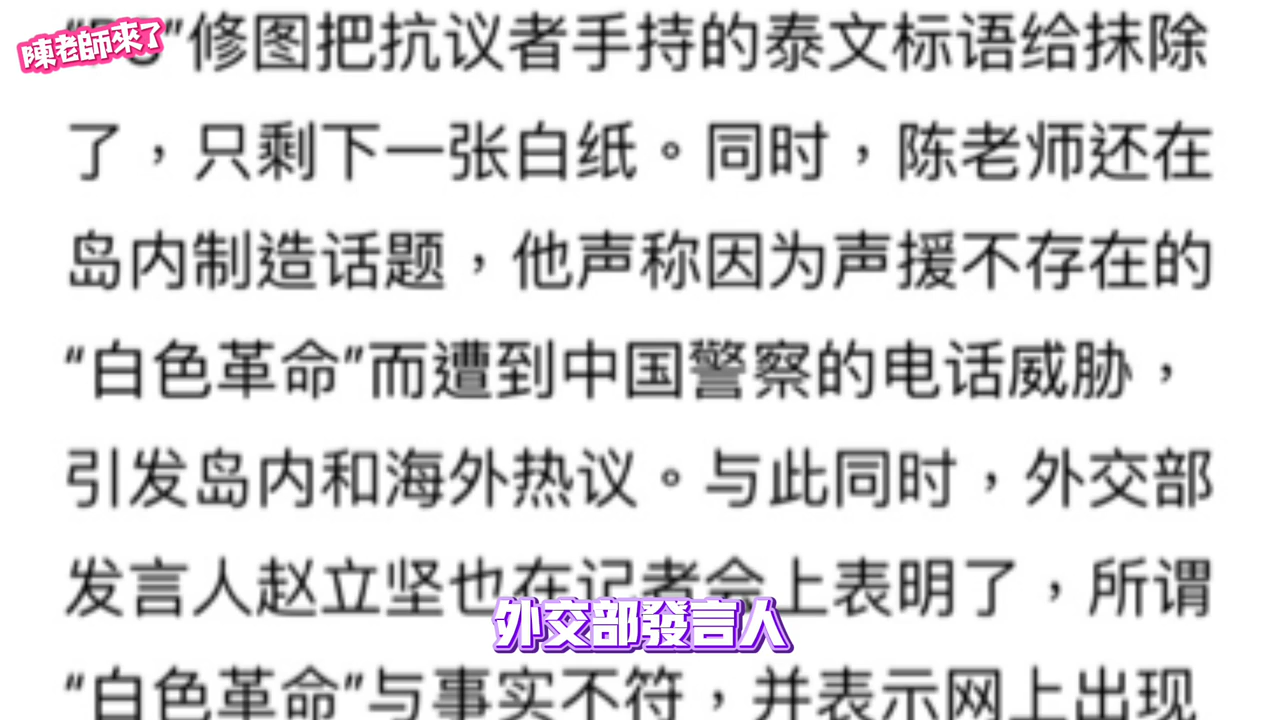 陳老師來了
”修图把抗议者手持的泰文标语给抹除
了，只剩下一张白纸。同时，陈老师还在
岛内制造话题，他声称因为声援不存在的
“白色革命”而遭到中国警察的电话威胁，
引发岛内和海外热议。与此同时，外交部
发言人赵立坚也在记者会上表明了，所谓
外交部發言人
“白色革命”与事实不符，并表示网上出现